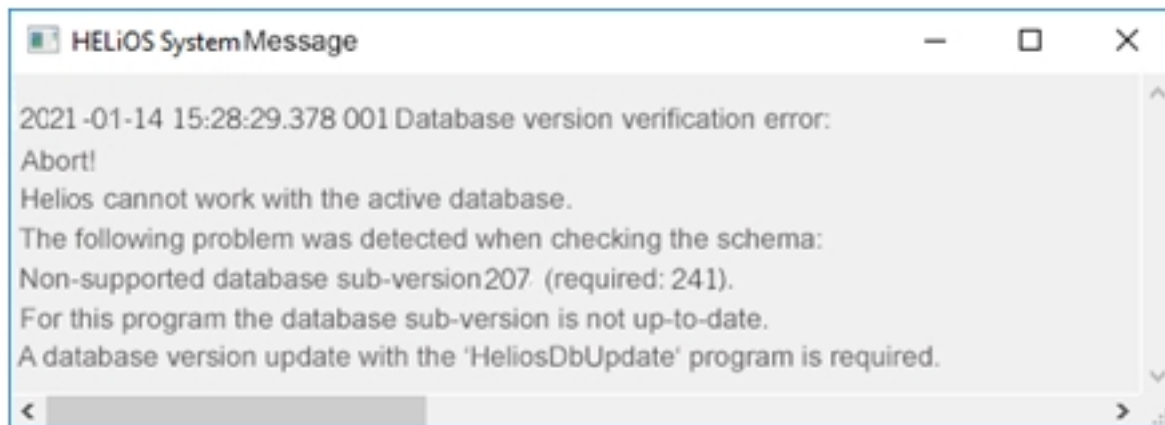 HELiOS System Message
2021-01-14 15:28:29.378 001 Database version verification error:
Abort!
Helios cannot work with the active database.
The following problem was detected when checking the schema:
Non-supported database sub-version 207 (required: 241).
For this program the database sub-version is not up-to-date.
A database version update with the 'HeliosDbUpdate' program is required.